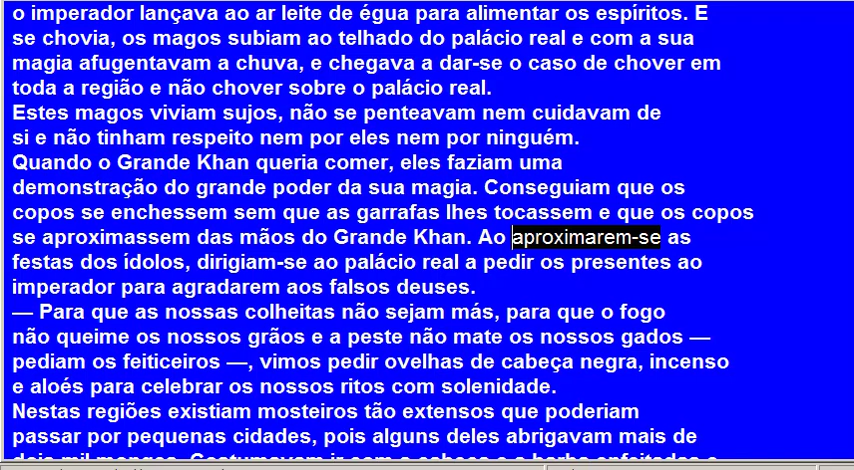 o imperador lançava ao ar leite de égua para alimentar os espíritos. E
se chovia, os magos subiam ao telhado do palácio real e com a sua
magia afugentavam a chuva, e chegava a dar-se o caso de chover em
toda a região e não chover sobre o palácio real.
Estes magos viviam sujos, não se penteavam nem cuidavam de
si e não tinham respeito nem por eles nem por ninguém.
Quando o Grande Khan queria comer, eles faziam uma
demonstração do grande poder da sua magia. Conseguiam que os
copos se enchessem sem que as garrafas lhes tocassem e que os copos
se aproximassem das mãos do Grande Khan. Ao aproximarem-se as
festas dos ídolos, dirigiam-se ao palácio real a pedir os presentes ao
imperador para agradarem aos falsos deuses.
— Para que as nossas colheitas não sejam más, para que o fogo
não queime os nossos grãos e a peste não mate os nossos gados —
pediam os feiticeiros —, vimos pedir ovelhas de cabeça negra, incenso
e aloés para celebrar os nossos ritos com solenidade.
Nestas regiões existiam mosteiros tão extensos que poderiam
passar por pequenas cidades, pois alguns deles abrigavam mais de
dois mil monges. Costumavam ir com a cabeça e a barba enfeitadas e